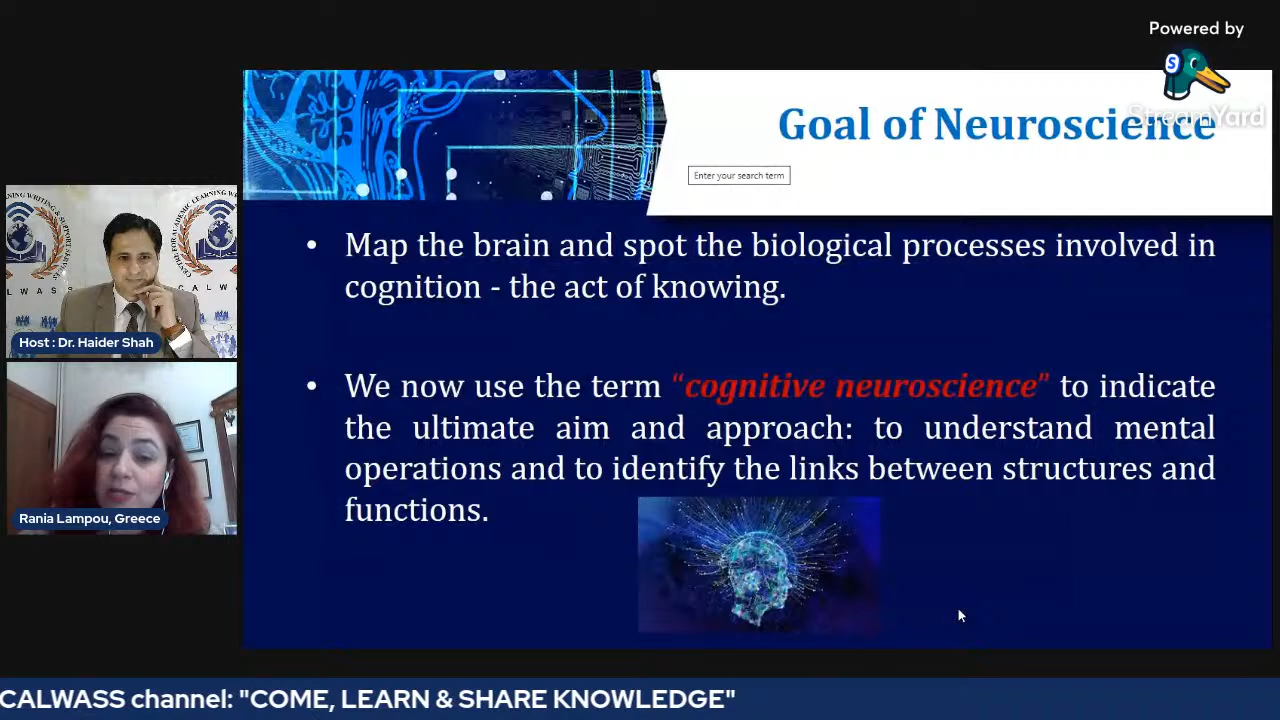 Powered by
StreamYard
Goal of Neuroscience
Enter your search term
• Map the brain and spot the biological processes involved in
cognition - the act of knowing.
• We now use the term “cognitive neuroscience” to indicate
the ultimate aim and approach: to understand mental
operations and to identify the links between structures and
functions.
Host : Dr. Haider Shah
Rania Lampou, Greece
CALWASS channel: "COME, LEARN & SHARE KNOWLEDGE"